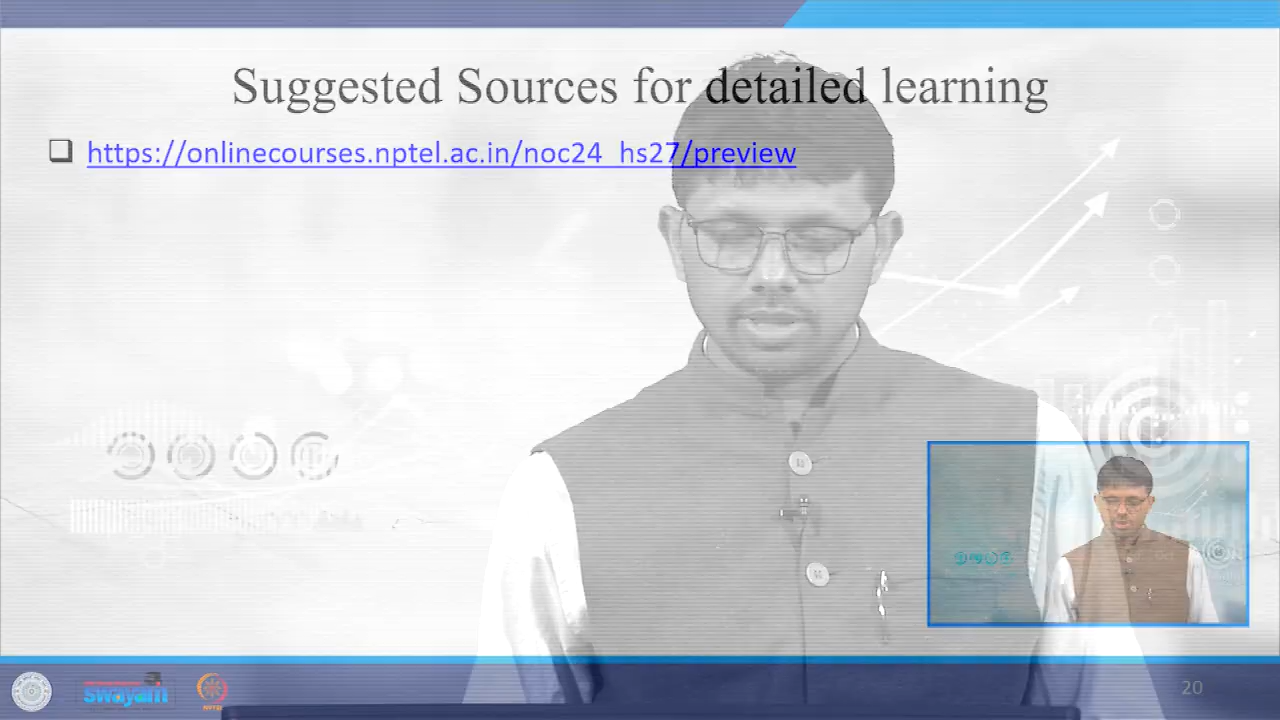 Suggested Sources for detailed learning
https://onlinecourses.nptel.ac.in/noc24_hs27/preview
swayam
20